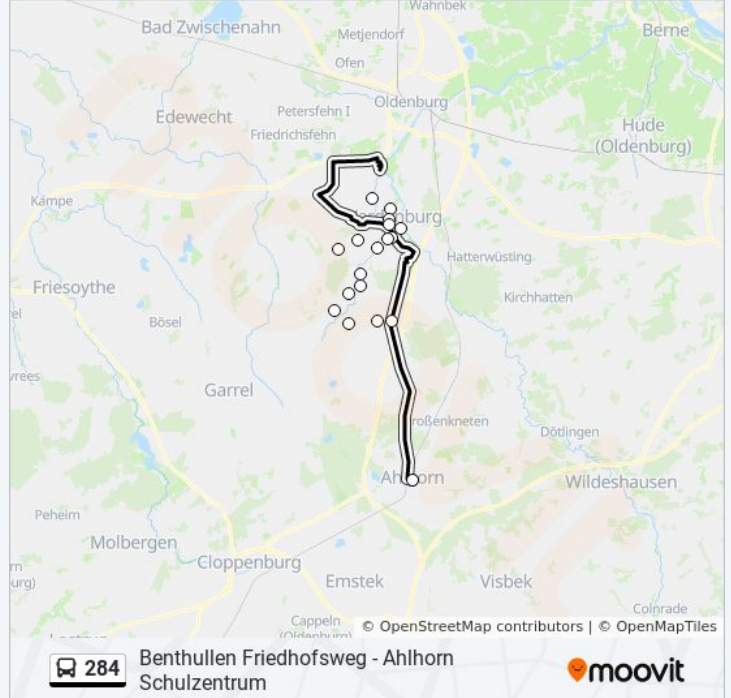 Wahnbek
Bad Zwischenahn
Metjendorf
Berne
Ofen
Oldenburg
Petersfehn I
Edewecht
Friedrichsfehn
Hude
(Oldenburg)
Kampe
burg
Hatterwüsting
Friesoythe
Kirchhatten
Bösel
Garrel
roßenkneten
Dötlingen
Ahlhorn
Wildeshausen
Peheim
Molbergen
Cloppenburg
Emstek
Visbek
Colnrade
Cappeln
(Oldenburg)
© OpenStreetMap contributors | © OpenMapTiles
284 Benthullen Friedhofsweg - Ahlhorn
Schulzentrum
moovit